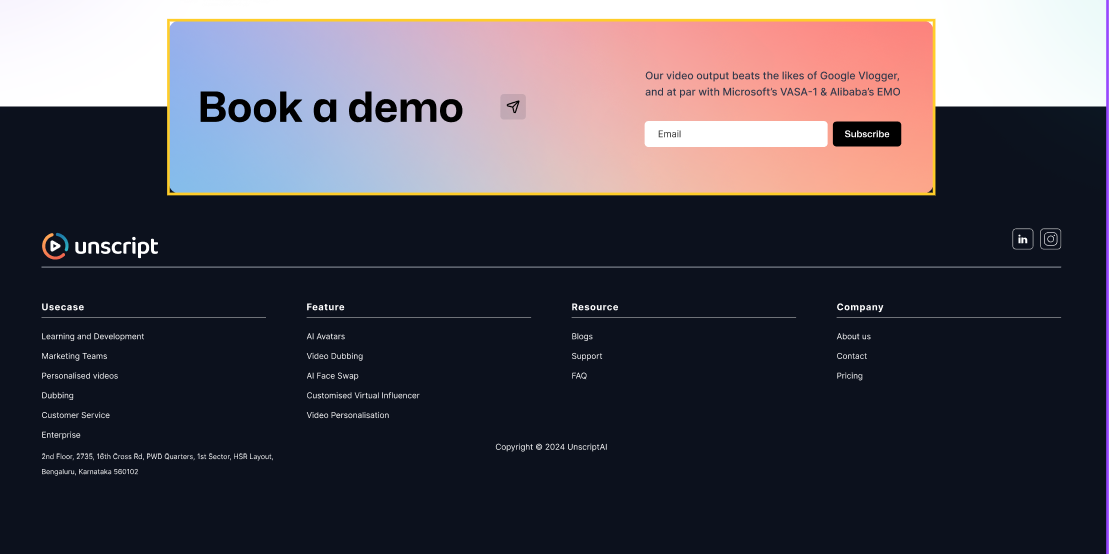 Book a demo
Our video output beats the likes of Google Vlogger,
and at par with Microsoft's VASA-1 & Alibaba's EMO
Email
Subscribe
unscript
in
Usecase
Learning and Development
Marketing Teams
Personalised videos
Dubbing
Customer Service
Enterprise
2nd Floor, 2735, 16th Cross Rd, PWD Quarters, 1st Sector, HSR Layout,
Bengaluru, Karnataka 560102
Feature
AI Avatars
Video Dubbing
AI Face Swap
Customised Virtual Influencer
Video Personalisation
Resource
Blogs
Support
FAQ
Company
About us
Contact
Pricing
Copyright © 2024 UnscriptAI